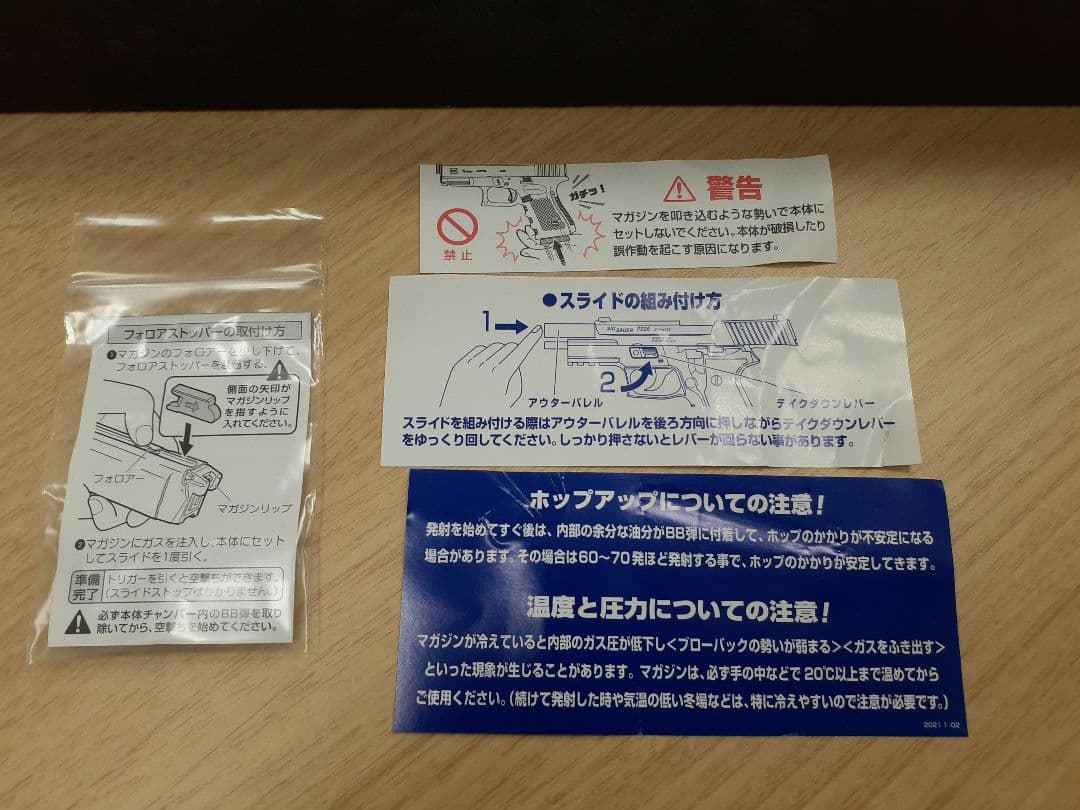 フォロアストッパーの取付け方
❶マガジンのフォロアーを少し下げて、
フォロアストッパーを
する。
側面の矢印が
マガジンリップ
を指すように
入れてください。
フォロアー
マガジンリップ
❷マガジンにガスを注入し、本体にセット
してスライドを1度引く。
準備
完了
トリガーを引くと空撃ちができます。
(スライドストップはかかりません。)
必ず本体チャンバー内のBB弾を取り
除いてから、空撃ちを始めてください。
ガチッ!
禁止
警告
マガジンを叩き込むような勢いで本体に
セットしないでください。本体が破損したり
誤作動を起こす原因になります。
●スライドの組み付け方
1
SIG SAUER P226
2
アウターバレル
テイクダウンレバー
スライドを組み付ける際はアウターバレルを後ろ方向に押しながらテイクダウンレバー
をゆっくり回してください。しっかり押さないとレバーが回らない事があります。
ホップアップについての注意!
発射を始めてすぐ後は、内部の余分な油分がBB弾に付着して、ホップのかかりが不安定になる
場合があります。その場合は60〜70発ほど発射する事で、ホップのかかりが安定してきます。
温度と圧力についての注意!
マガジンが冷えていると内部のガス圧が低下し<ブローバックの勢いが弱まる><ガスをふき出す>
といった現象が生じることがあります。マガジンは、必ず手の中などで20℃以上まで温めてから
ご使用ください。(続けて発射した時や気温の低い冬場などは、特に冷えやすいので注意が必要です。)
2021 1-02